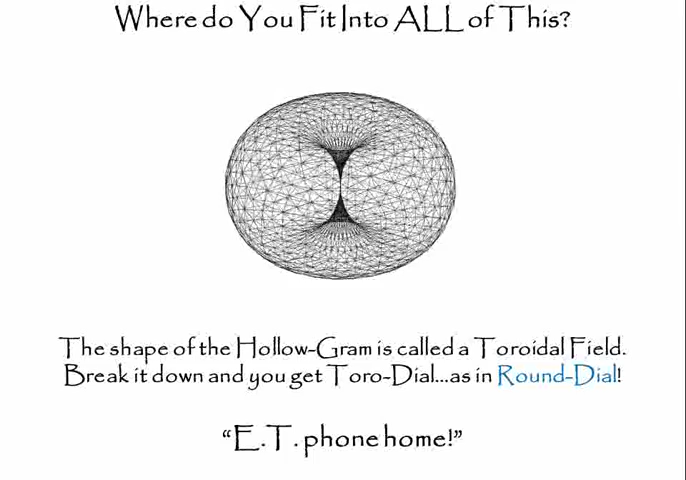 Where do You Fit Into ALL of This?
The shape of the Hollow-Gram is called a Toroidal Field.
Break it down and you get Toro-Dial...as in Round-Dial!
“E.T. phone home!”